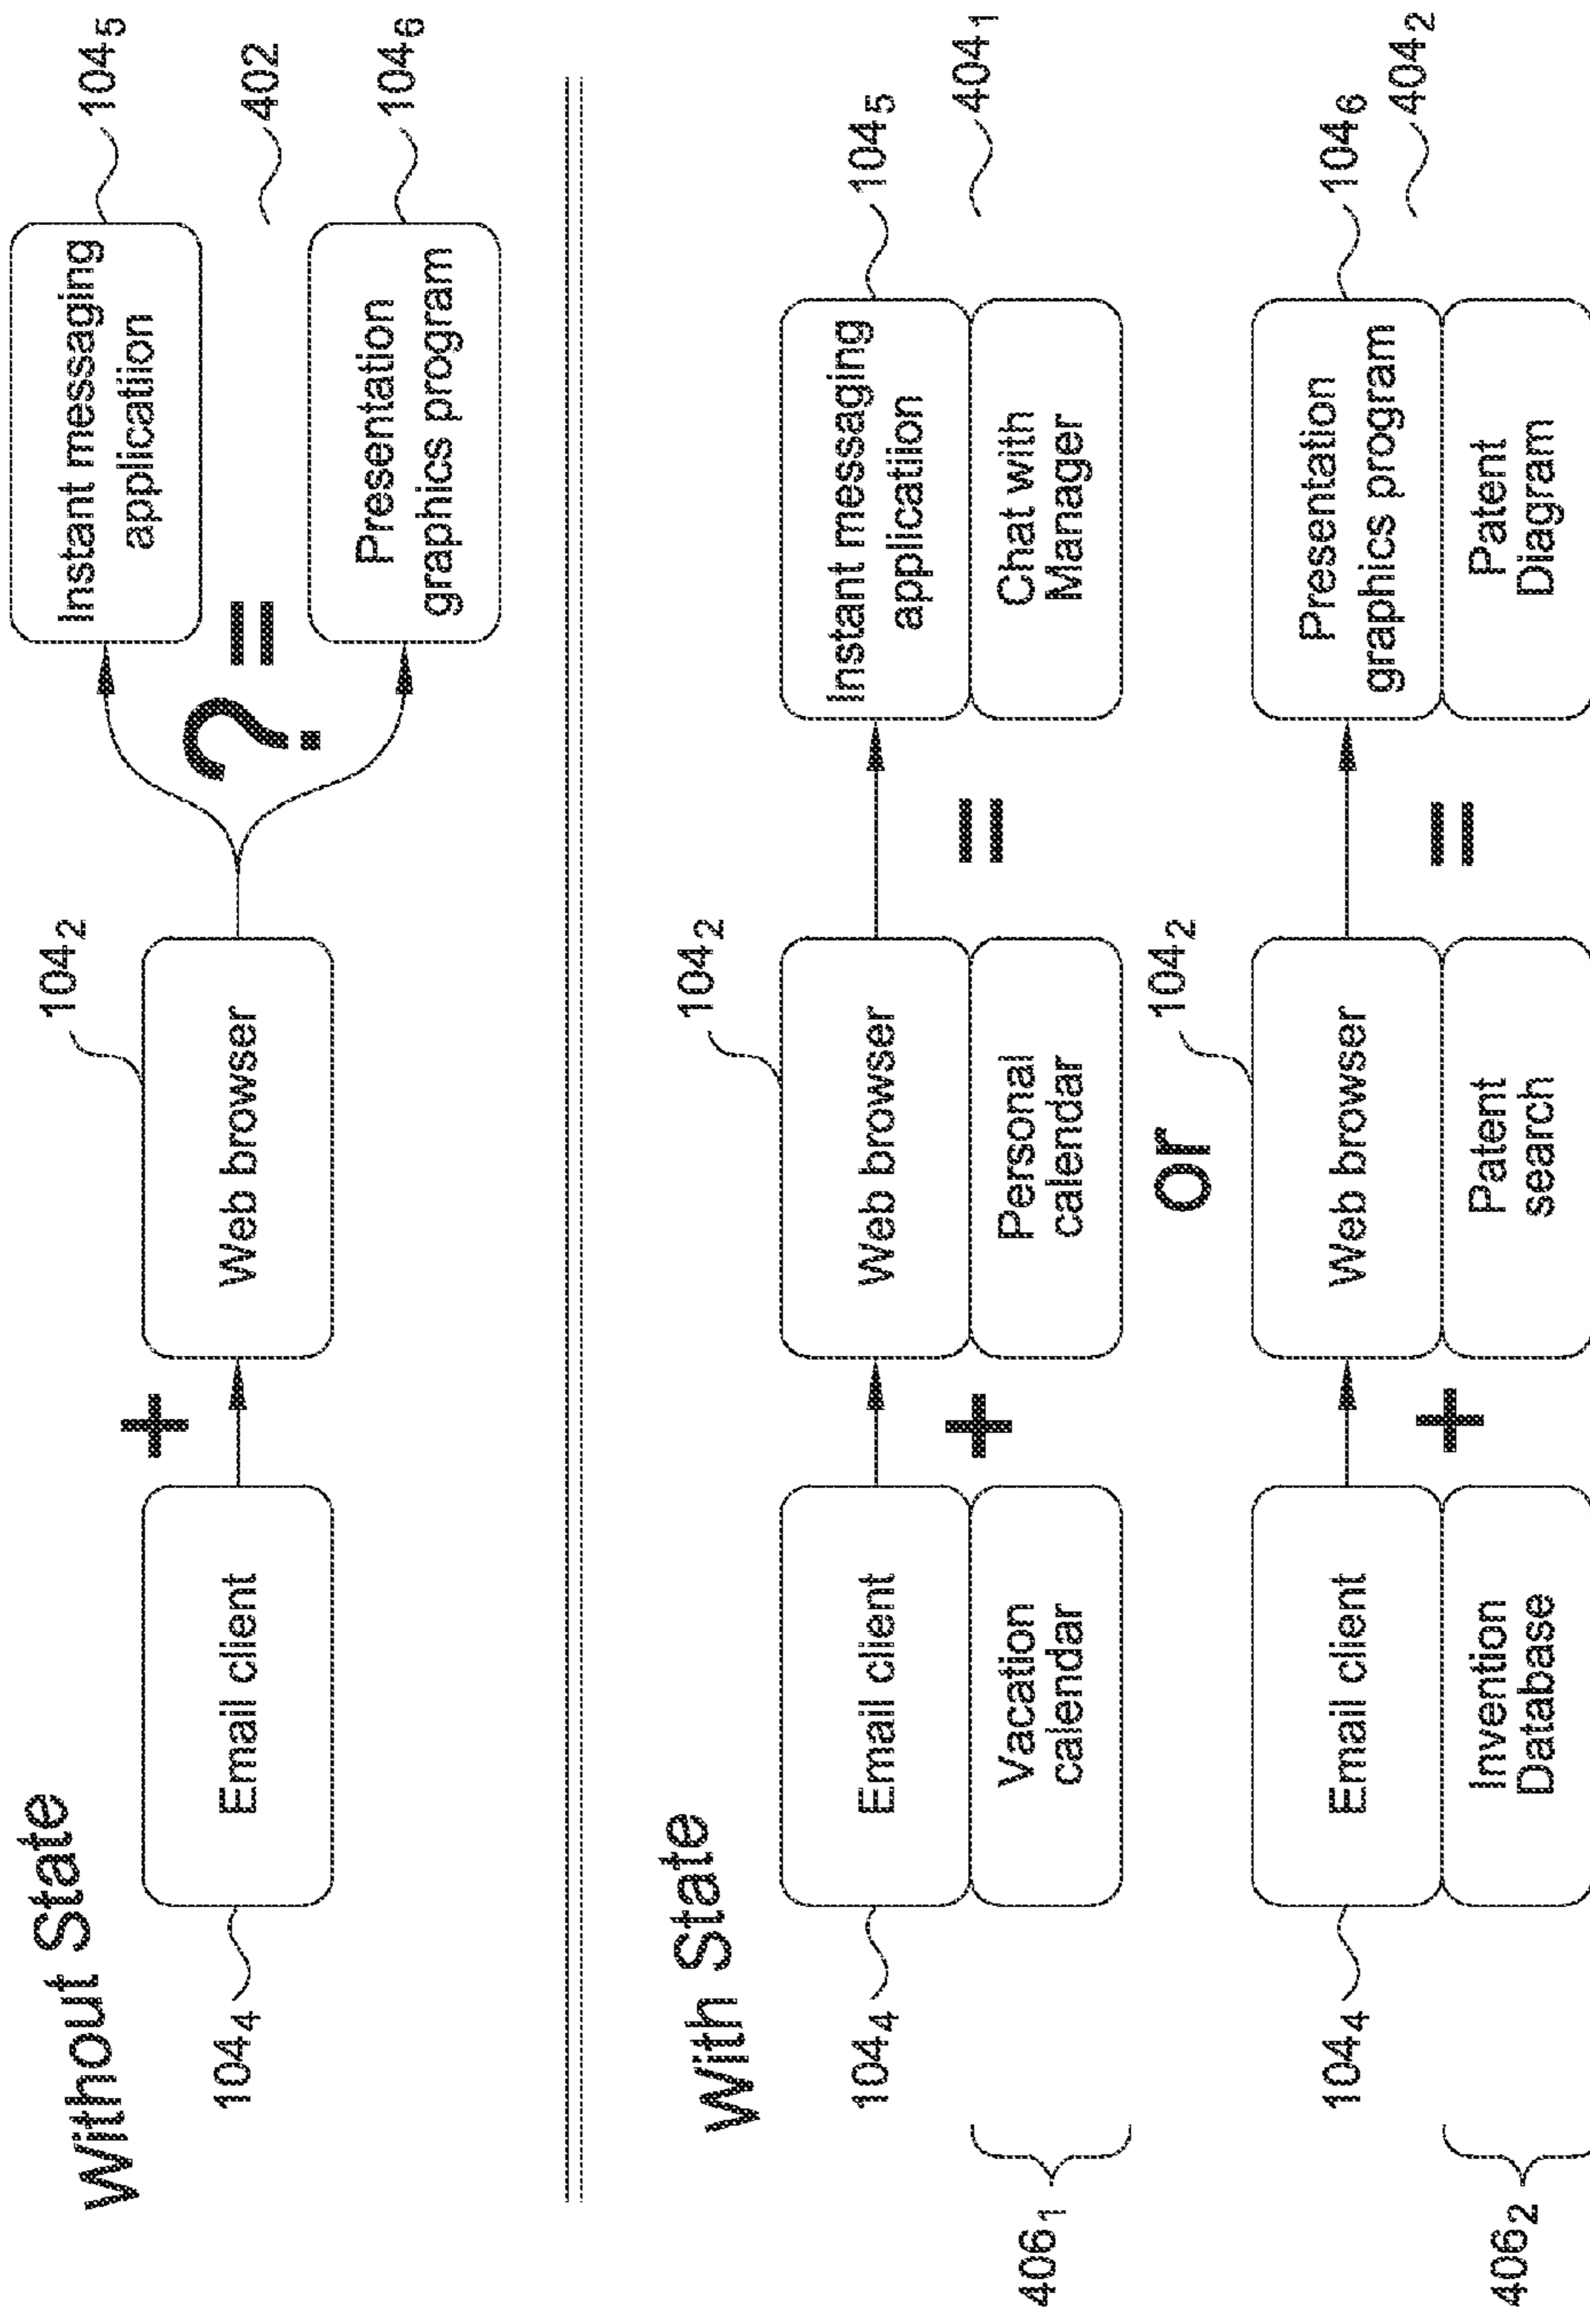 Without State
104₄
Email client
+
104₂
Web browser
? =
Instant messaging
applicatiion
104₅
402
Presentation
graphics program
104₆
With State
104₄
Email client
Vacation
calendar
406₁
+
104₂
Web browser
Personal
calendar
=
Instant messaging
applicatiion
Chat with
Manager
104₅
404₁
or
104₄
Email client
Invention
Database
406₂
+
104₂
Web browser
Patent
search
=
Presentation
graphics program
Patent
Diagram
104₆
404₂